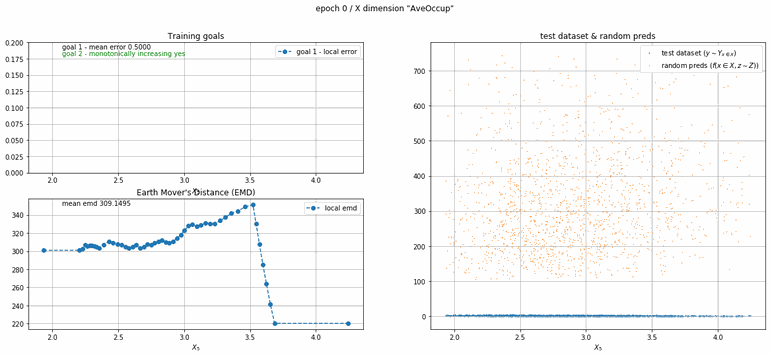 epoch 0 / X dimension "AveOccup"
Training goals
goal 1 - mean error 0.5000
goal 2 - monotonically increasing yes
goal 1 - local error
0.200
0.175
0.150
0.125
0.100
0.075
0.050
0.025
0.000
2.0 2.5 3.0 3.5 4.0
Earth Mover's Distance (EMD)
mean emd 309.1495
local emd
340
320
300
280
260
240
220
2.0 2.5 3.0 3.5 4.0
X₅
test dataset & random preds
test dataset (y ~ Yₓ ∈ x)
random preds (f(x ∈ X, z ~ Z))
700
600
500
400
300
200
100
0
2.0 2.5 3.0 3.5 4.0
X₅